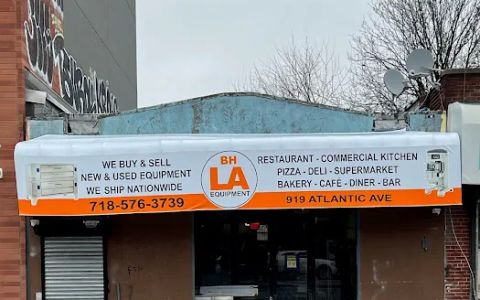 WE BUY & SELL
NEW & USED EQUIPMENT
WE SHIP NATIONWIDE
718-576-3739
BH
LA
EQUIPMENT
RESTAURANT - COMMERCIAL KITCHEN
PIZZA - DELI - SUPERMARKET
BAKERY - CAFÉ - DINER - BAR
919 ATLANTIC AVE